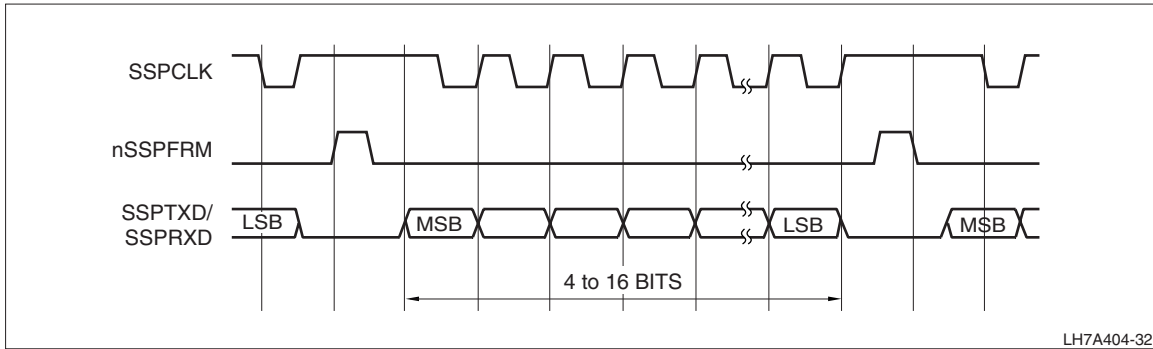 SSPCLK
nSSPFRM
SSPTXD/
SSPRXD
LSB
MSB
LSB
MSB
4 to 16 BITS
LH7A404-32